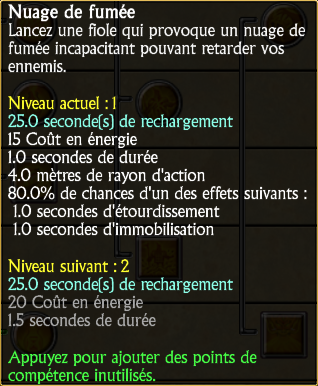 Nuage de fumée
Lancez une fiole qui provoque un nuage de
fumée incapacitant pouvant retarder vos
ennemis.
Niveau actuel : 1
25.0 seconde(s) de rechargement
15 Coût en énergie
1.0 secondes de durée
4.0 mètres de rayon d'action
80.0% de chances d'un des effets suivants :
1.0 secondes d'étourdissement
1.0 secondes d'immobilisation
Niveau suivant : 2
25.0 seconde(s) de rechargement
20 Coût en énergie
1.5 secondes de durée
Appuyez pour ajouter des points de
compétence inutilisés.